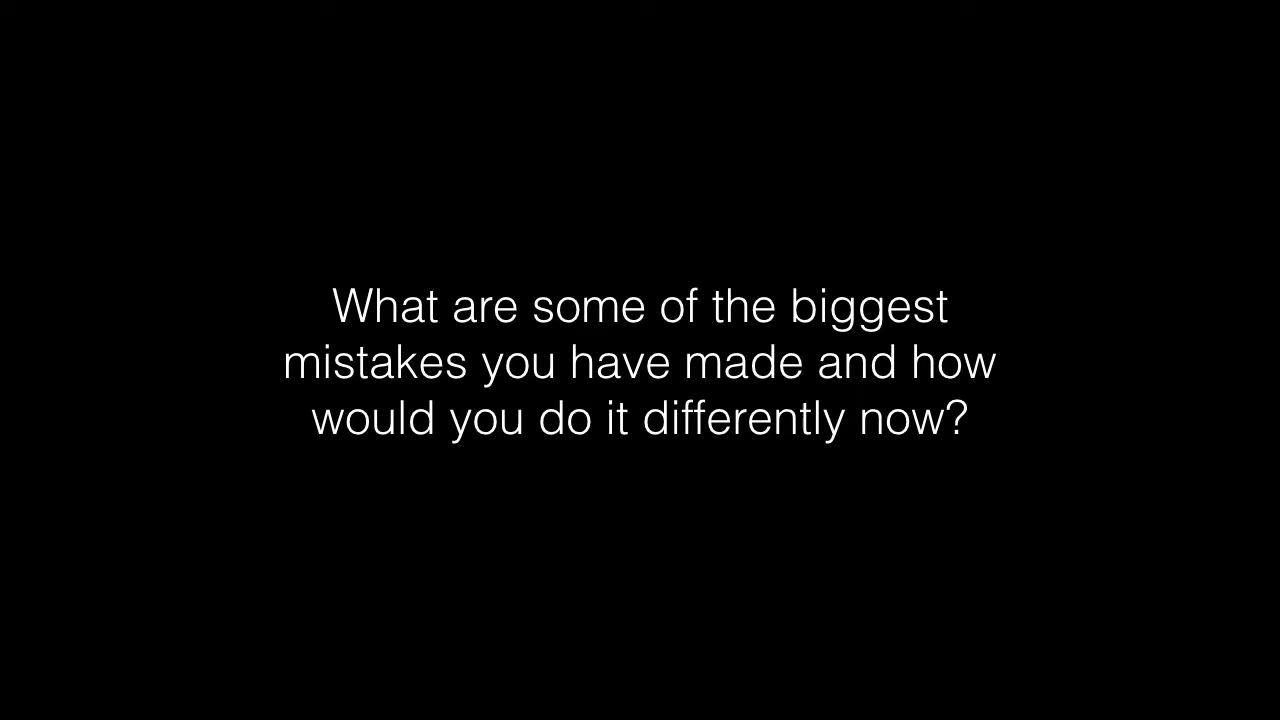 What are some of the biggest
mistakes you have made and how
would you do it differently now?